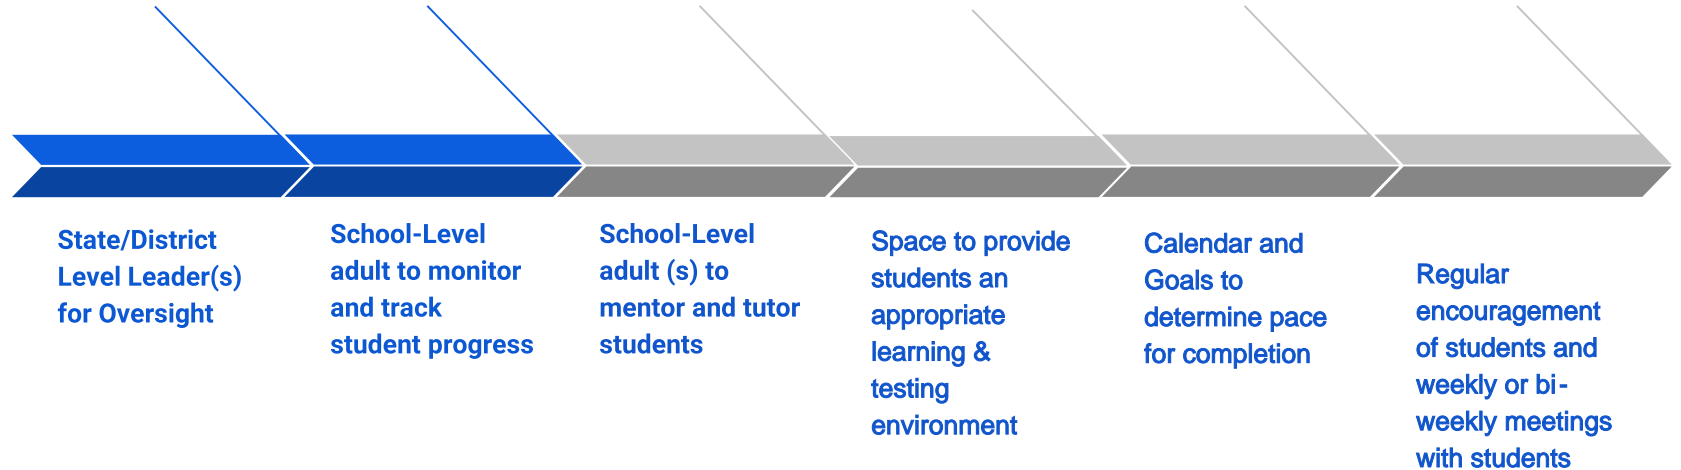 State/District
Level Leader(s)
for Oversight
School-Level
adult to monitor
and track
student progress
School-Level
adult (s) to
mentor and tutor
students
Space to provide
students an
appropriate
learning &
testing
environment
Calendar and
Goals to
determine pace
for completion
Regular
encouragement
of students and
weekly or bi-
weekly meetings
with students